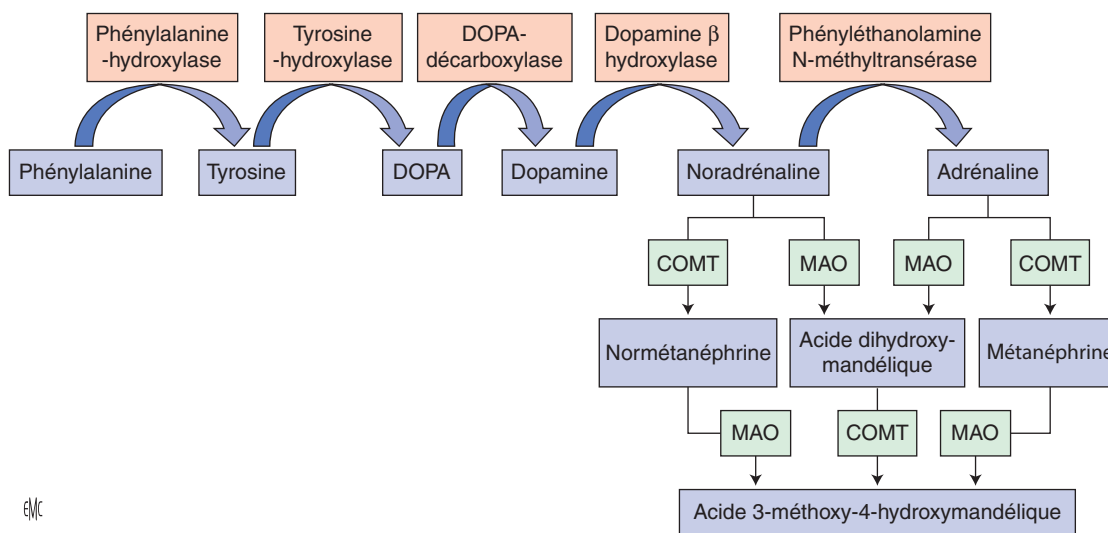 Phénylalanine
-hydroxylase
Tyrosine
-hydroxylase
DOPA-
décarboxylase
Dopamine β
hydroxylase
Phényléthanolamine
N-méthyltransérase
Phénylalanine
Tyrosine
DOPA
Dopamine
Noradrénaline
Adrénaline
COMT
MAO
MAO
COMT
Normétanéphrine
Acide dihydroxy-
mandélique
Métanéphrine
MAO
COMT
MAO
Acide 3-méthoxy-4-hydroxymandélique
EMC